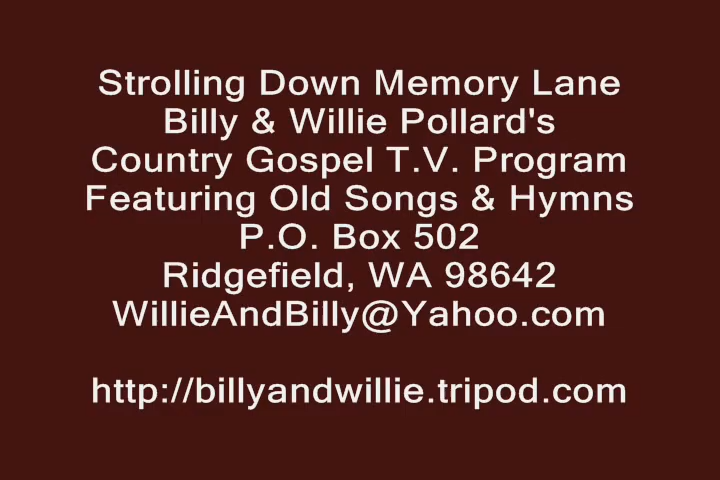 Strolling Down Memory Lane
Billy & Willie Pollard's
Country Gospel T.V. Program
Featuring Old Songs & Hymns
P.O. Box 502
Ridgefield, WA 98642
WillieAndBilly@Yahoo.com
http://billyandwillie.tripod.com